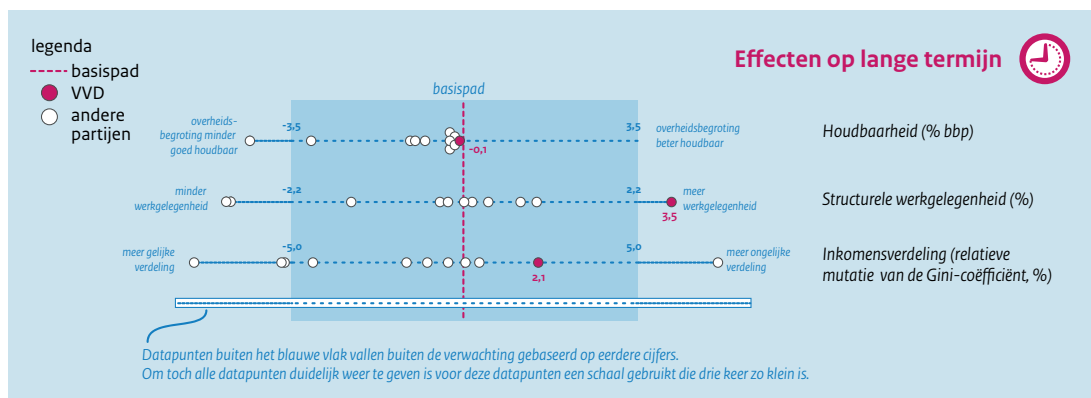 legenda
basispad
VVD
andere
partijen
Effecten op lange termijn
basispad
overheids-
begroting minder
goed houdbaar
-3,5
3,5
overheidsbegroting
beter houdbaar
-0,1
Houdbaarheid (% bbp)
minder
werkgelegenheid
-2,2
2,2
meer
werkgelegenheid
3,5
Structurele werkgelegenheid (%)
meer gelijke
verdeling
-5,0
5,0
meer ongelijke
verdeling
2,1
Inkomensverdeling (relatieve
mutatie van de Gini-coëfficiënt, %)
Datapunten buiten het blauwe vlak vallen buiten de verwachting gebaseerd op eerdere cijfers.
Om toch alle datapunten duidelijk weer te geven is voor deze datapunten een schaal gebruikt die drie keer zo klein is.